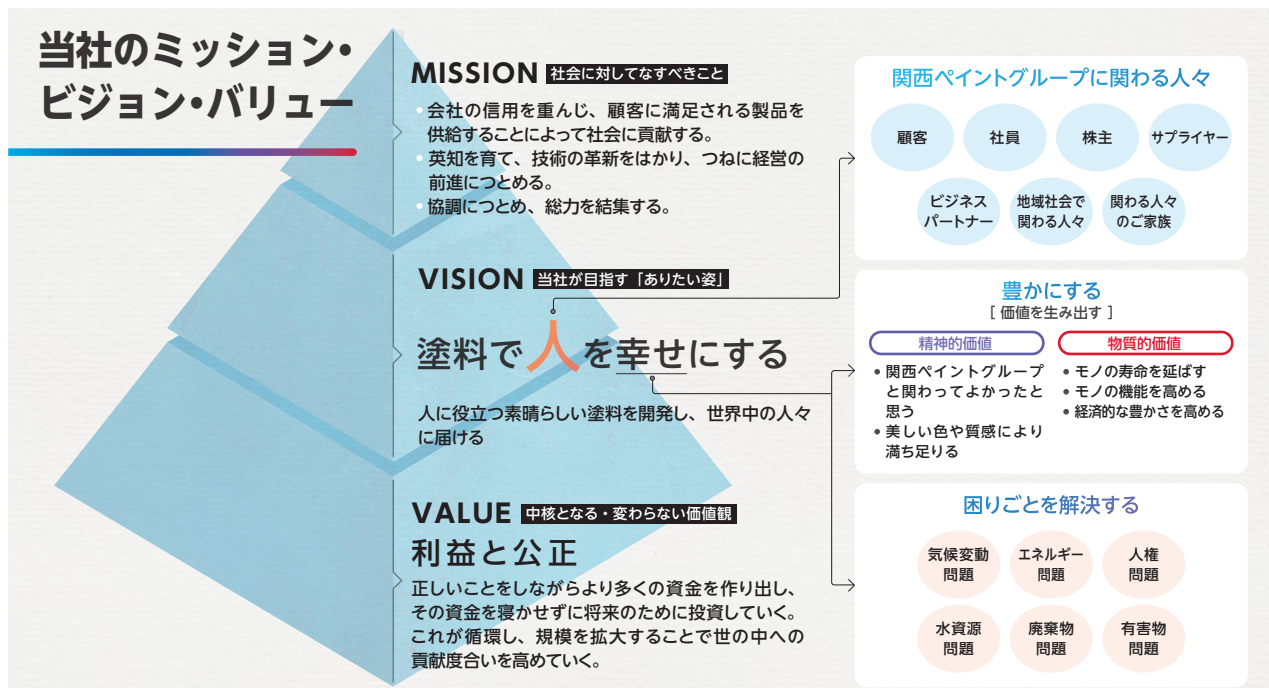 当社のミッション・
ビジョン・バリュー
MISSION 社会に対してなすべきこと
• 会社の信用を重んじ、顧客に満足される製品を
供給することによって社会に貢献する。
• 英知を育て、技術の革新をはかり、つねに経営の
前進につとめる。
• 協調につとめ、総力を結集する。
VISION 当社が目指す「ありたい姿」
塗料で人を幸せにする
人に役立つ素晴らしい塗料を開発し、世界中の人々
に届ける
VALUE 中核となる・変わらない価値観
利益と公正
正しいことをしながらより多くの資金を作り出し、
その資金を寝かせずに将来のために投資していく。
これが循環し、規模を拡大することで世の中への
貢献度合いを高めていく。
関西ペイントグループに関わる人々
顧客
社員
株主
サプライヤー
ビジネス
パートナー
地域社会で
関わる人々
関わる人々
のご家族
豊かにする
[ 価値を生み出す ]
精神的価値
• 関西ペイントグループ
と関わってよかったと
思う
• 美しい色や質感により
満ち足りる
物質的価値
• モノの寿命を延ばす
• モノの機能を高める
• 経済的な豊かさを高める
困りごとを解決する
気候変動
問題
エネルギー
問題
人権
問題
水資源
問題
廃棄物
問題
有害物
問題